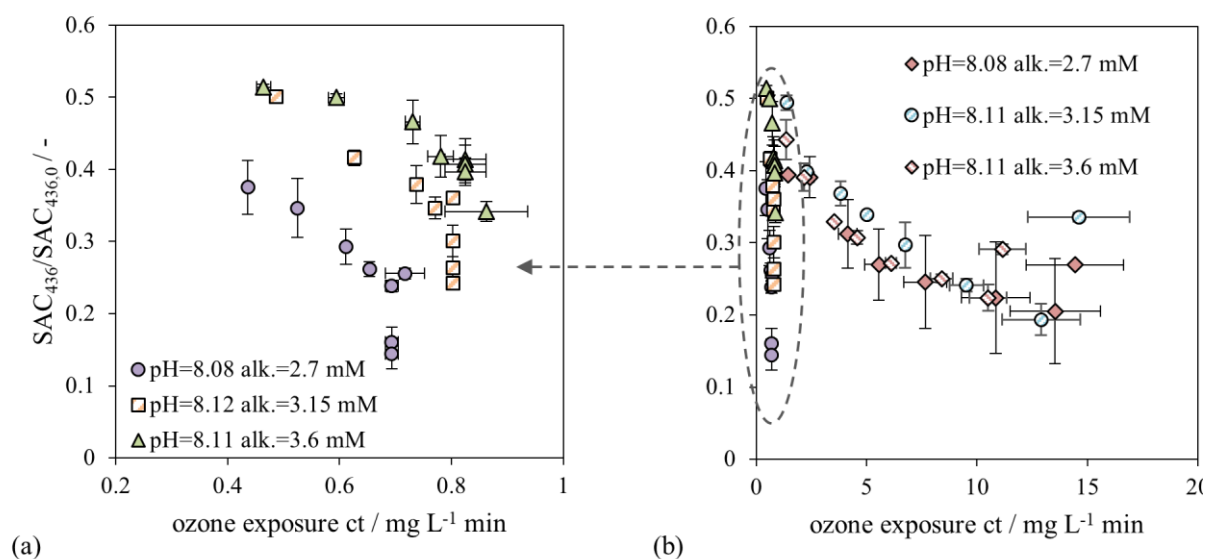 0.6
0.5
0.4
0.3
0.2
0.1
0
SAC436/SAC436,0 / -
pH=8.08 alk.=2.7 mM
pH=8.12 alk.=3.15 mM
pH=8.11 alk.=3.6 mM
0.2 0.4 0.6 0.8 1
ozone exposure ct / mg L-1 min
(a)
0.6
0.5
0.4
0.3
0.2
0.1
0
pH=8.08 alk.=2.7 mM
pH=8.11 alk.=3.15 mM
pH=8.11 alk.=3.6 mM
0 5 10 15 20
ozone exposure ct / mg L-1 min
(b)